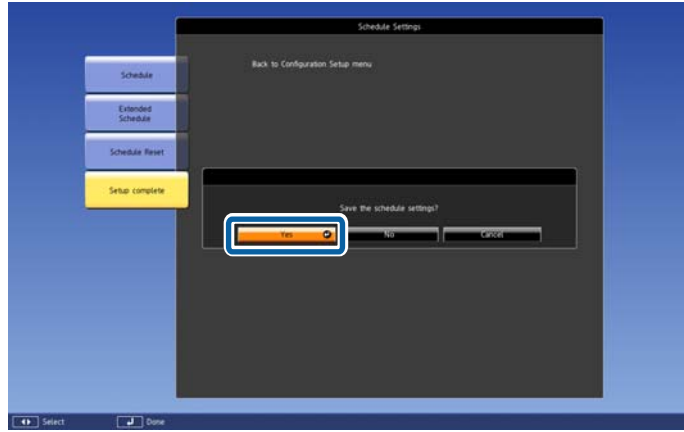 Schedule Settings
Schedule
Back to Configuration Setup menu
Extended
Schedule
Schedule Reset
Setup complete
Save the schedule settings?
Yes
No
Cancel
Select
Done